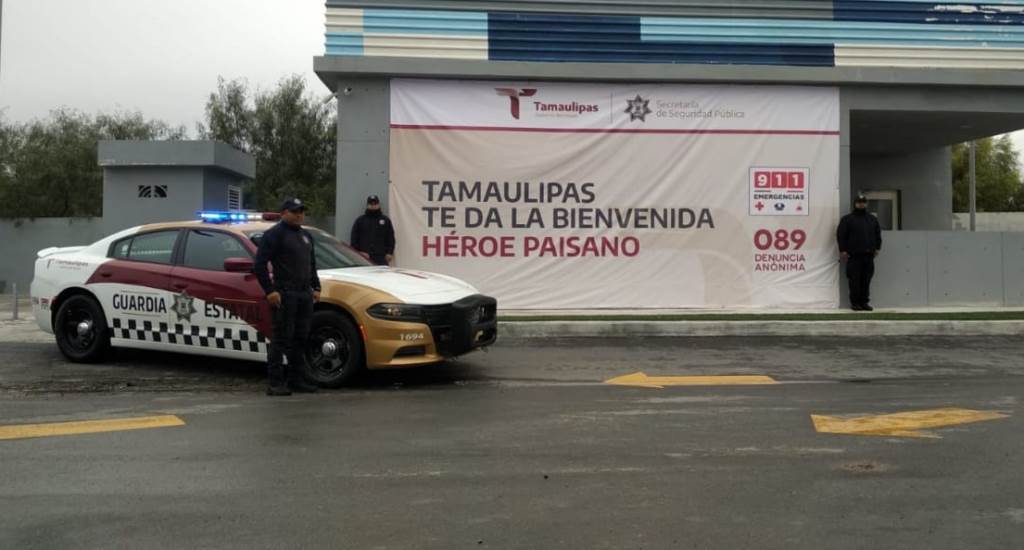 Tamaulipas
Secretaría
de Seguridad Pública
TAMAULIPAS
TE DA LA BIENVENIDA
HÉROE PAISANO
911
EMERGENCIAS
089
DENUNCIA
ANÓNIMA
GUARDIA ESTATAL
1694